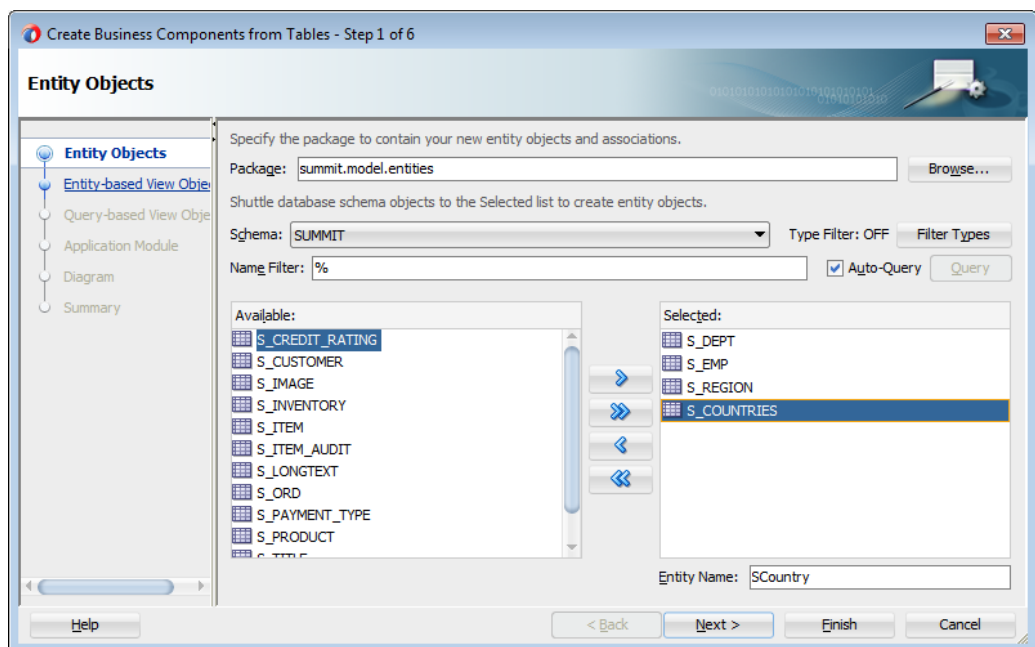 Create Business Components from Tables - Step 1 of 6
Entity Objects
Entity Objects
Entity-based View Obje
Query-based View Obje
Application Module
Diagram
Summary
Specify the package to contain your new entity objects and associations.
Package: summit.model.entities Browse...
Shuttle database schema objects to the Selected list to create entity objects.
Schema: SUMMIT Type Filter: OFF Filter Types
Name Filter: % Auto-Query Query
Available:
S_CREDIT_RATING
S_CUSTOMER
S_IMAGE
S_INVENTORY
S_ITEM
S_ITEM_AUDIT
S_LONGTEXT
S_ORD
S_PAYMENT_TYPE
S_PRODUCT
Selected:
S_DEPT
S_EMP
S_REGION
S_COUNTRIES
Entity Name: SCountry
Help < Back Next > Finish Cancel